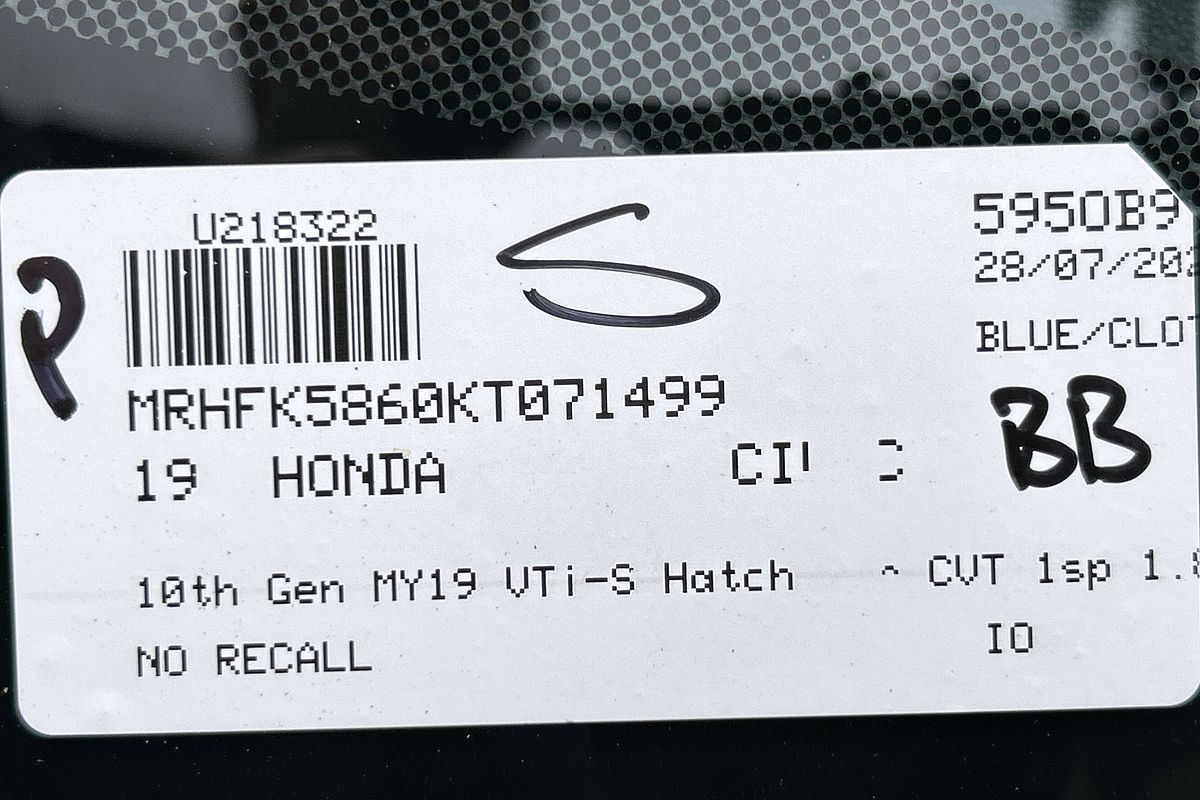 U218322
S
5950B9
28/07/202
P
BLUE/CLOT
MRHFK5860KT071499
BB
19 HONDA
10th Gen MY19 VTi-S Hatch CVT 1sp 1.8
NO RECALL
IO